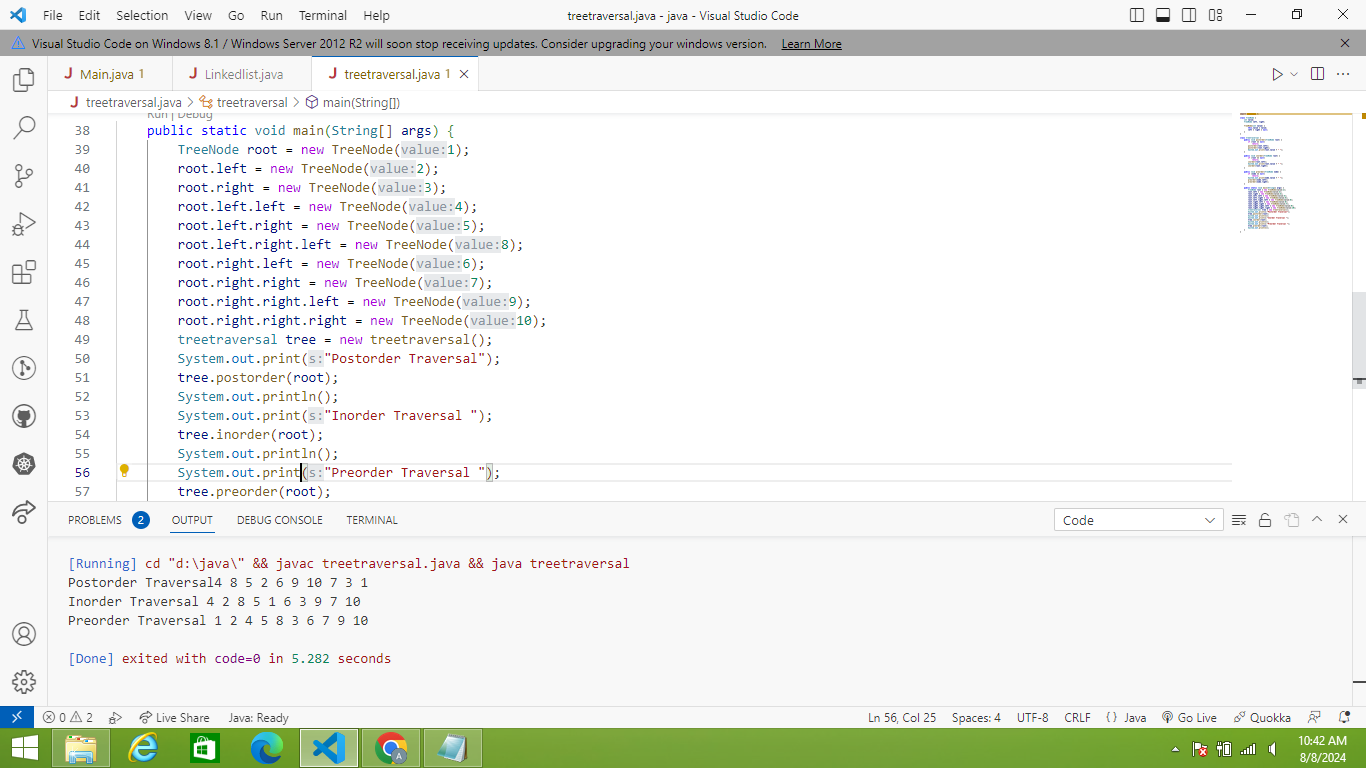 File Edit Selection View Go Run Terminal Help treetraversal.java - java - Visual Studio Code
Visual Studio Code on Windows 8.1 / Windows Server 2012 R2 will soon stop receiving updates. Consider upgrading your windows version. Learn More
J Main.java 1 J Linkedlist.java J treetraversal.java 1
J treetraversal.java > treetraversal > main(String[])
Run | Debug
38 public static void main(String[] args) {
39 TreeNode root = new TreeNode(value:1);
40 root.left = new TreeNode(value:2);
41 root.right = new TreeNode(value:3);
42 root.left.left = new TreeNode(value:4);
43 root.left.right = new TreeNode(value:5);
44 root.left.right.left = new TreeNode(value:8);
45 root.right.left = new TreeNode(value:6);
46 root.right.right = new TreeNode(value:7);
47 root.right.right.left = new TreeNode(value:9);
48 root.right.right.right = new TreeNode(value:10);
49 treetraversal tree = new treetraversal();
50 System.out.print(s:"Postorder Traversal");
51 tree.postorder(root);
52 System.out.println();
53 System.out.print(s:"Inorder Traversal ");
54 tree.inorder(root);
55 System.out.println();
56 System.out.print(s:"Preorder Traversal ");
57 tree.preorder(root);
PROBLEMS 2 OUTPUT DEBUG CONSOLE TERMINAL Code
[Running] cd "d:\java\" && javac treetraversal.java && java treetraversal
Postorder Traversal4 8 5 2 6 9 10 7 3 1
Inorder Traversal 4 2 8 5 1 6 3 9 7 10
Preorder Traversal 1 2 4 5 8 3 6 7 9 10
[Done] exited with code=0 in 5.282 seconds
0 2 Live Share Java: Ready Ln 56, Col 25 Spaces: 4 UTF-8 CRLF {} Java Go Live Quokka
A
10:42 AM
8/8/2024